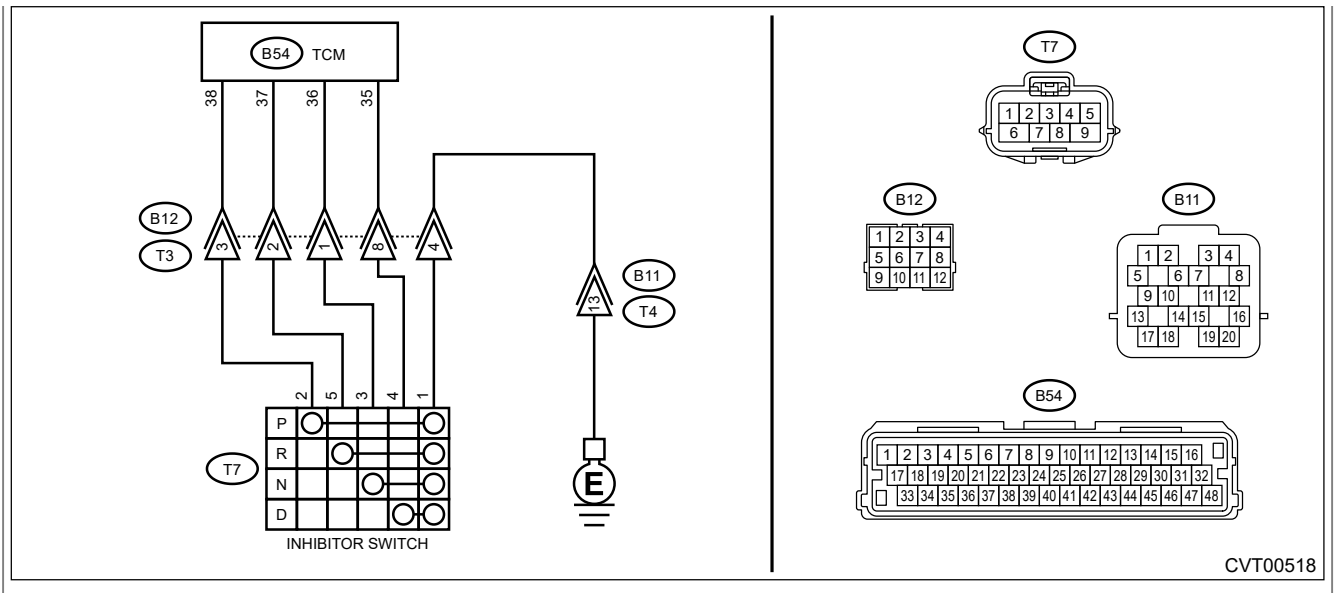 B54 TCM
38 37 36 35
B12
T3
3 2 1 8 4
B11
T4
13
2 5 3 4 1
P
R
N
D
T7
INHIBITOR SWITCH
E
T7
1 2 3 4 5
6 7 8 9
B12
1 2 3 4
5 6 7 8
9 10 11 12
B11
1 2 3 4
5 6 7 8
9 10 11 12
13 14 15 16
17 18 19 20
B54
1 2 3 4 5 6 7 8 9 10 11 12 13 14 15 16
17 18 19 20 21 22 23 24 25 26 27 28 29 30 31 32
33 34 35 36 37 38 39 40 41 42 43 44 45 46 47 48
CVT00518